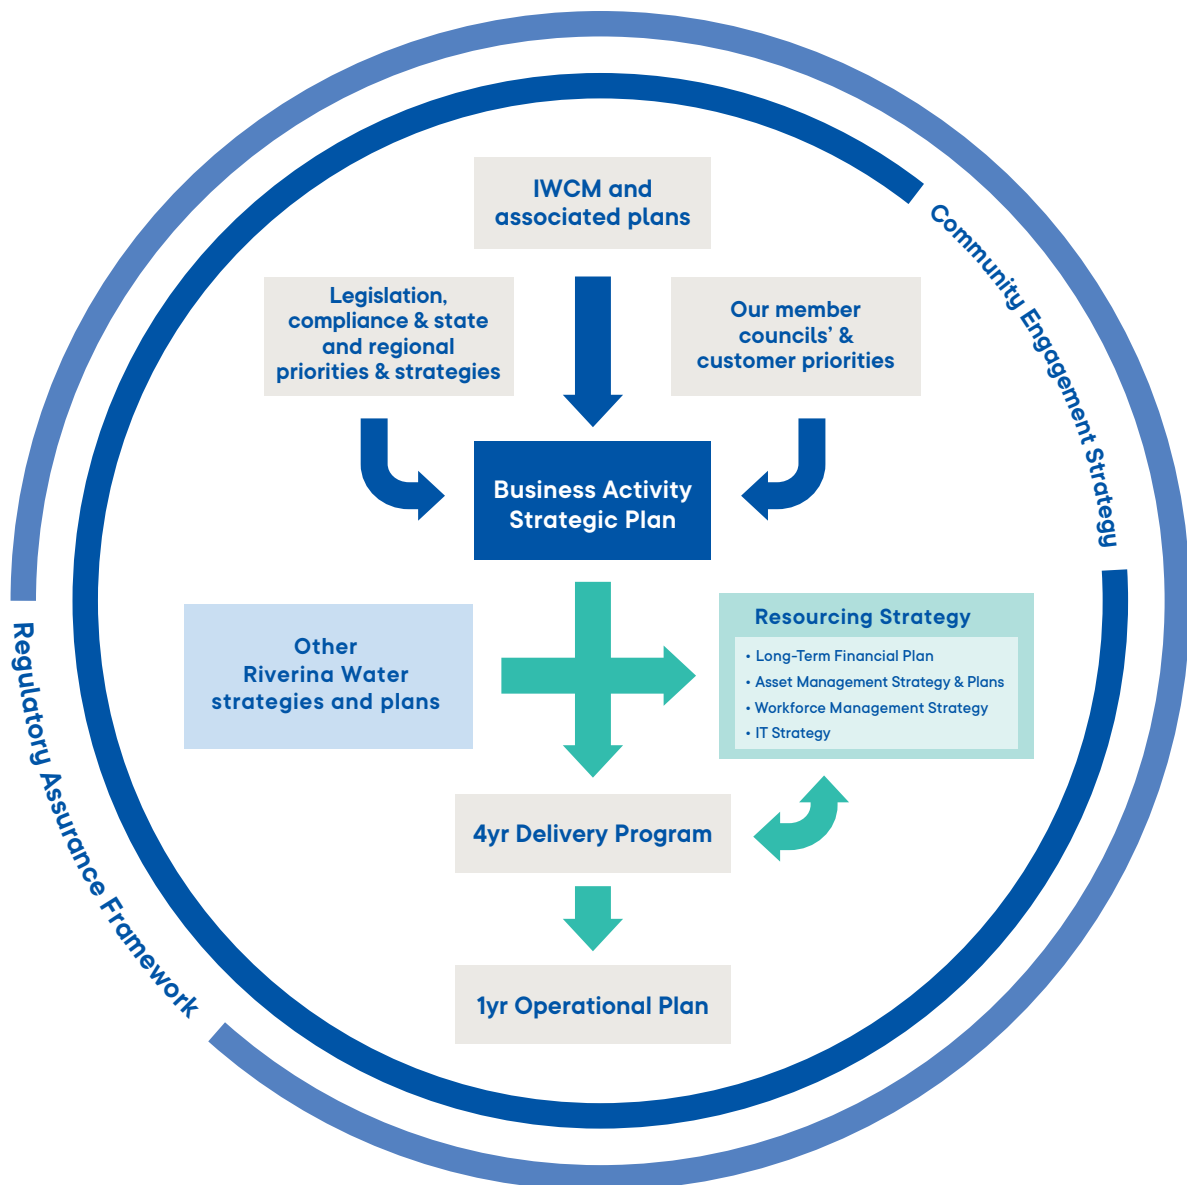 IWCM and
associated plans
Legislation,
compliance & state
and regional
priorities & strategies
Our member
councils’ &
customer priorities
Community Engagement Strategy
Business Activity
Strategic Plan
Other
Riverina Water
strategies and plans
Resourcing Strategy
• Long-Term Financial Plan
• Asset Management Strategy & Plans
• Workforce Management Strategy
• IT Strategy
Regulatory Assurance Framework
4yr Delivery Program
1yr Operational Plan